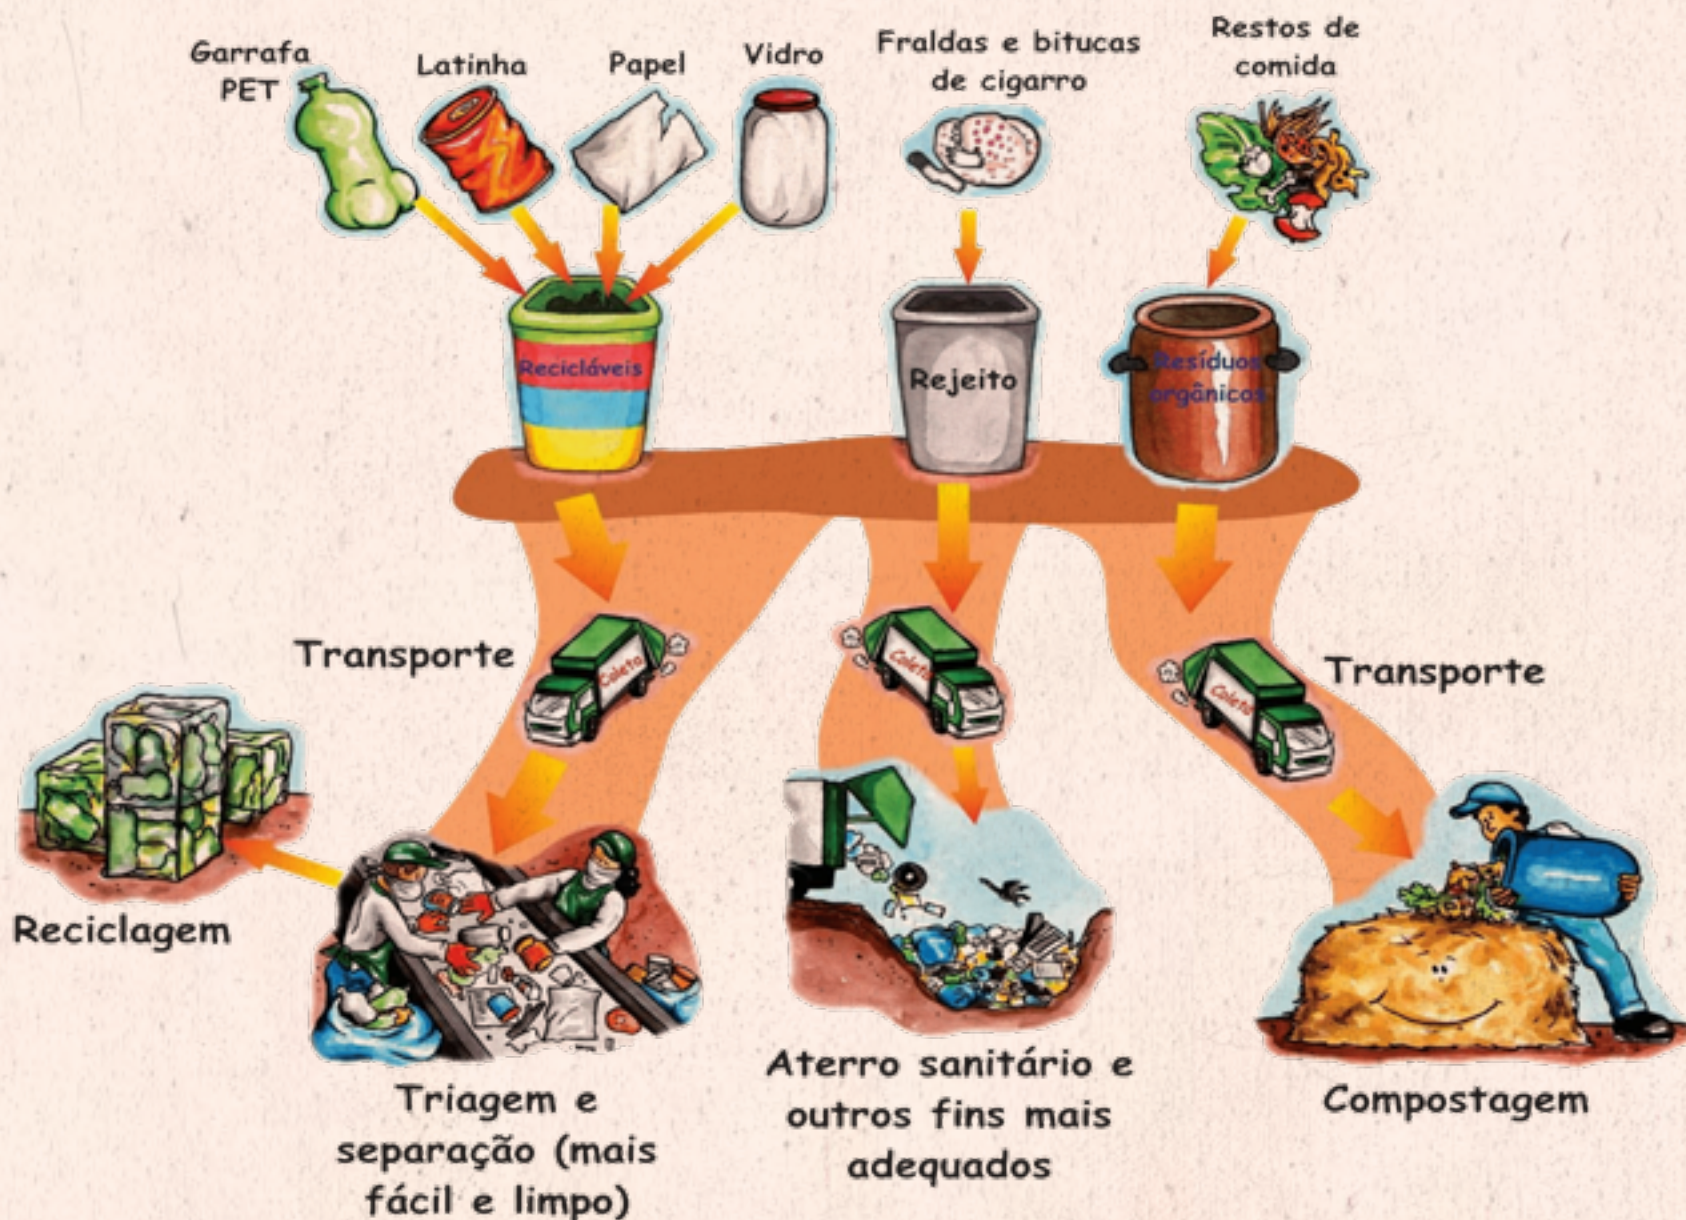 Garrafa
PET
Latinha
Papel
Vidro
Fraldas e bitucas
de cigarro
Restos de
comida
Recicláveis
Rejeito
Resíduos
orgânicos
Transporte
Coleta
Coleta
Coleta
Transporte
Reciclagem
Triagem e
separação (mais
fácil e limpo)
Aterro sanitário e
outros fins mais
adequados
Compostagem